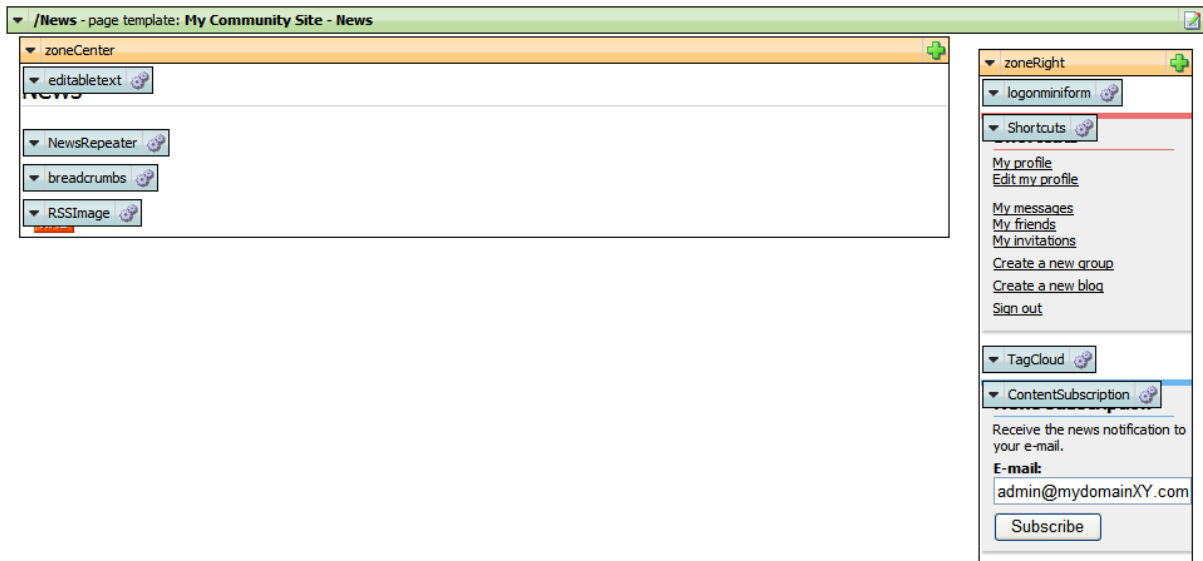 /News - page template: My Community Site - News
zoneCenter
editabletext
News
NewsRepeater
breadcrumbs
RSSImage
zoneRight
logonminiform
Shortcuts
My profile
Edit my profile
My messages
My friends
My invitations
Create a new group
Create a new blog
Sign out
TagCloud
ContentSubscription
Receive the news notification to
your e-mail.
E-mail:
admin@mydomainXY.com
Subscribe